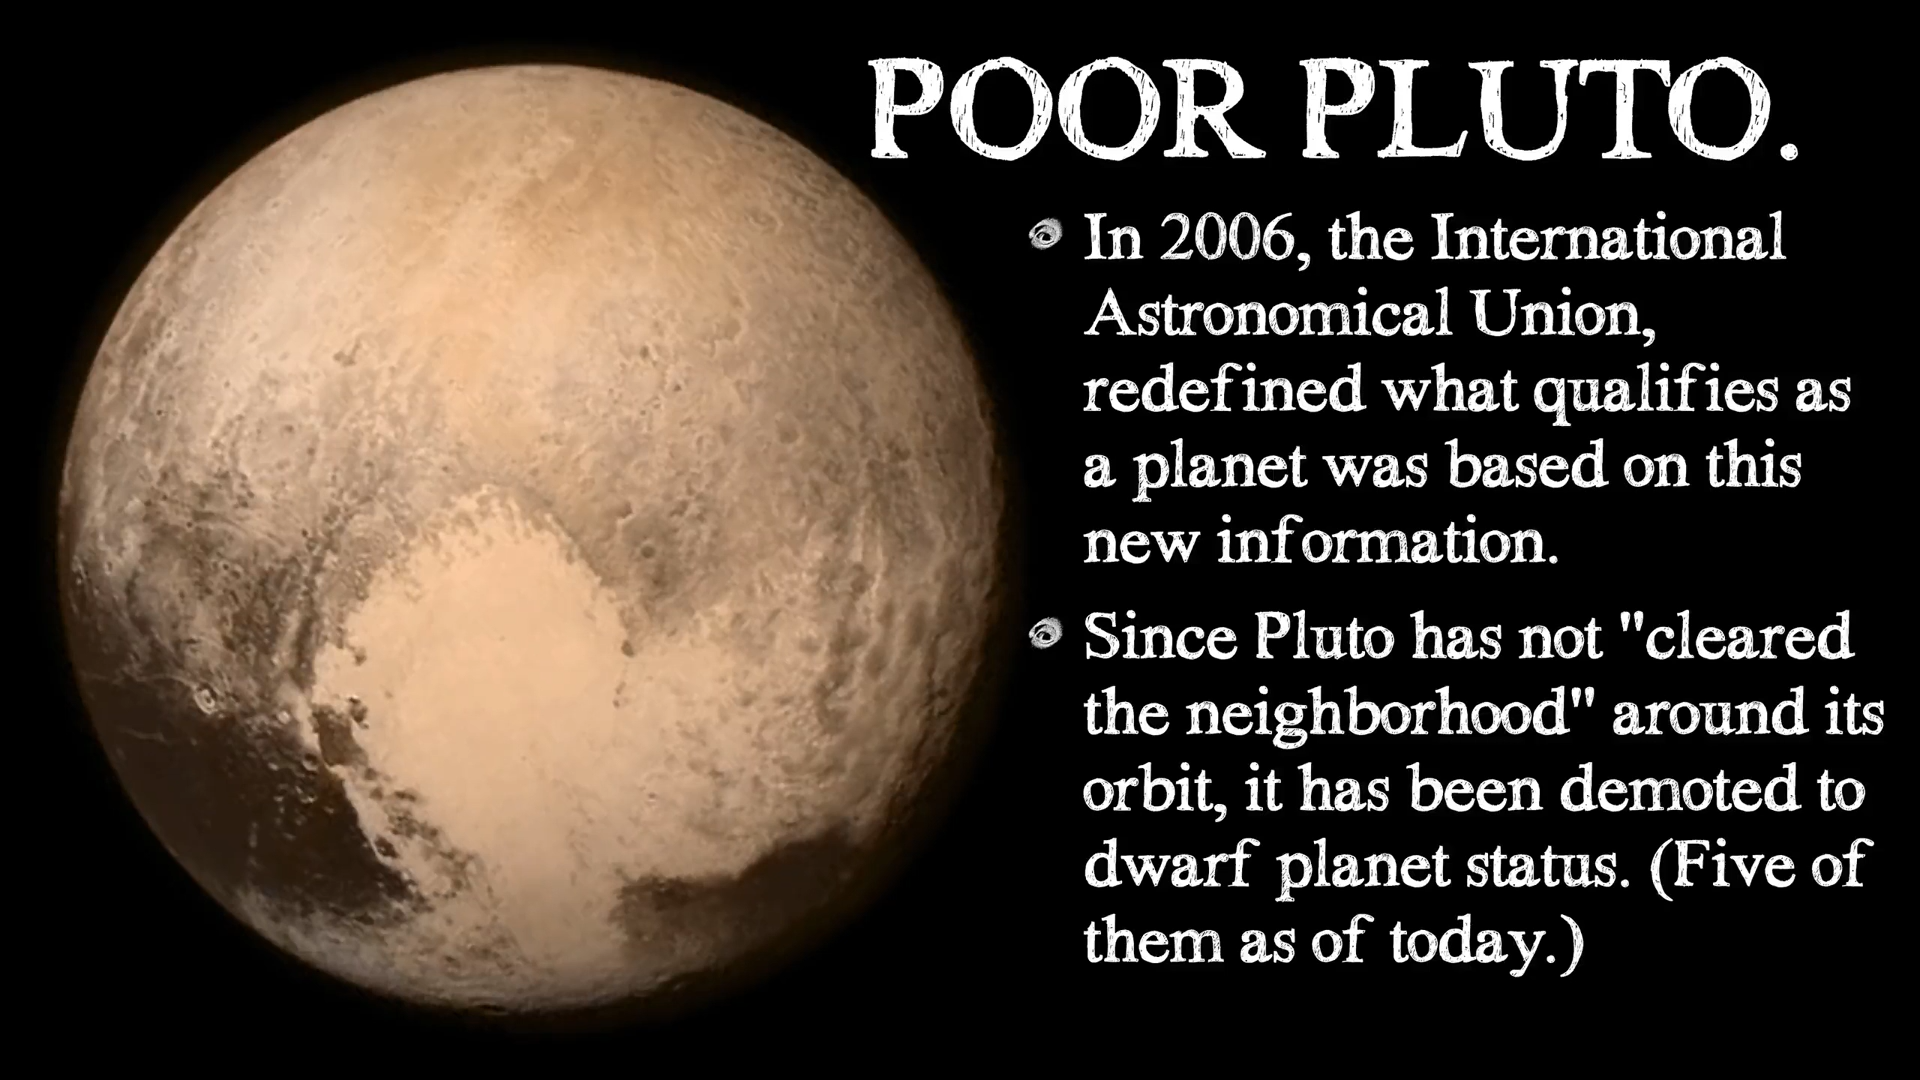 POOR PLUTO.
In 2006, the International
Astronomical Union,
redefined what qualifies as
a planet was based on this
new information.
Since Pluto has not "cleared
the neighborhood" around its
orbit, it has been demoted to
dwarf planet status. (Five of
them as of today.)